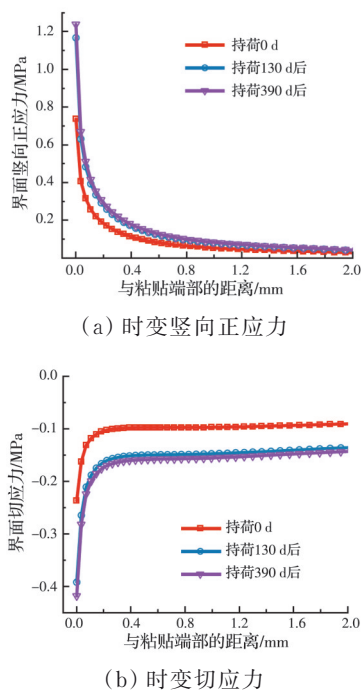 1.2
1.0
0.8
0.6
0.4
0.2
界面竖向正应力/MPa
持荷0 d
持荷130 d后
持荷390 d后
0.0 0.4 0.8 1.2 1.6 2.0
与粘贴端部的距离/mm
(a) 时变竖向正应力
0.0
-0.1
-0.2
-0.3
-0.4
界面切应力/MPa
持荷0 d
持荷130 d后
持荷390 d后
0.0 0.4 0.8 1.2 1.6 2.0
与粘贴端部的距离/mm
(b) 时变切应力